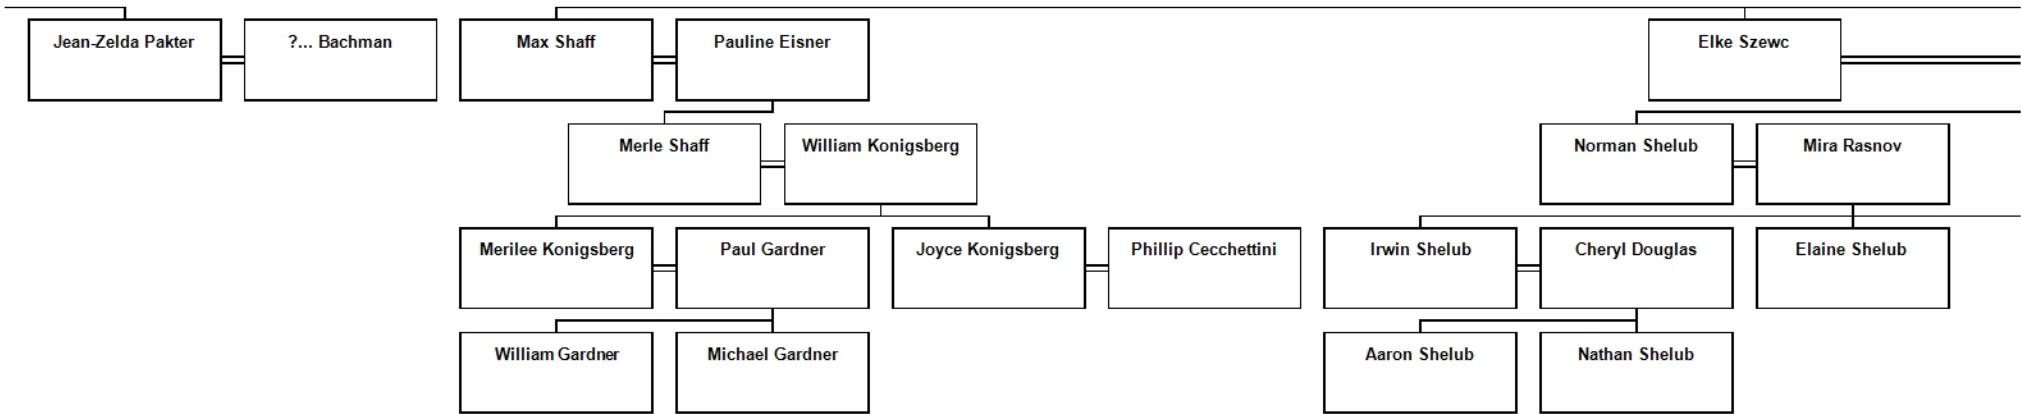 Jean-Zelda Pakter
?... Bachman
Max Shaff
Pauline Eisner
Elke Szewc
Merle Shaff
William Konigsberg
Norman Shelub
Mira Rasnov
Merilee Konigsberg
Paul Gardner
Joyce Konigsberg
Phillip Cecchettini
Irwin Shelub
Cheryl Douglas
Elaine Shelub
William Gardner
Michael Gardner
Aaron Shelub
Nathan Shelub